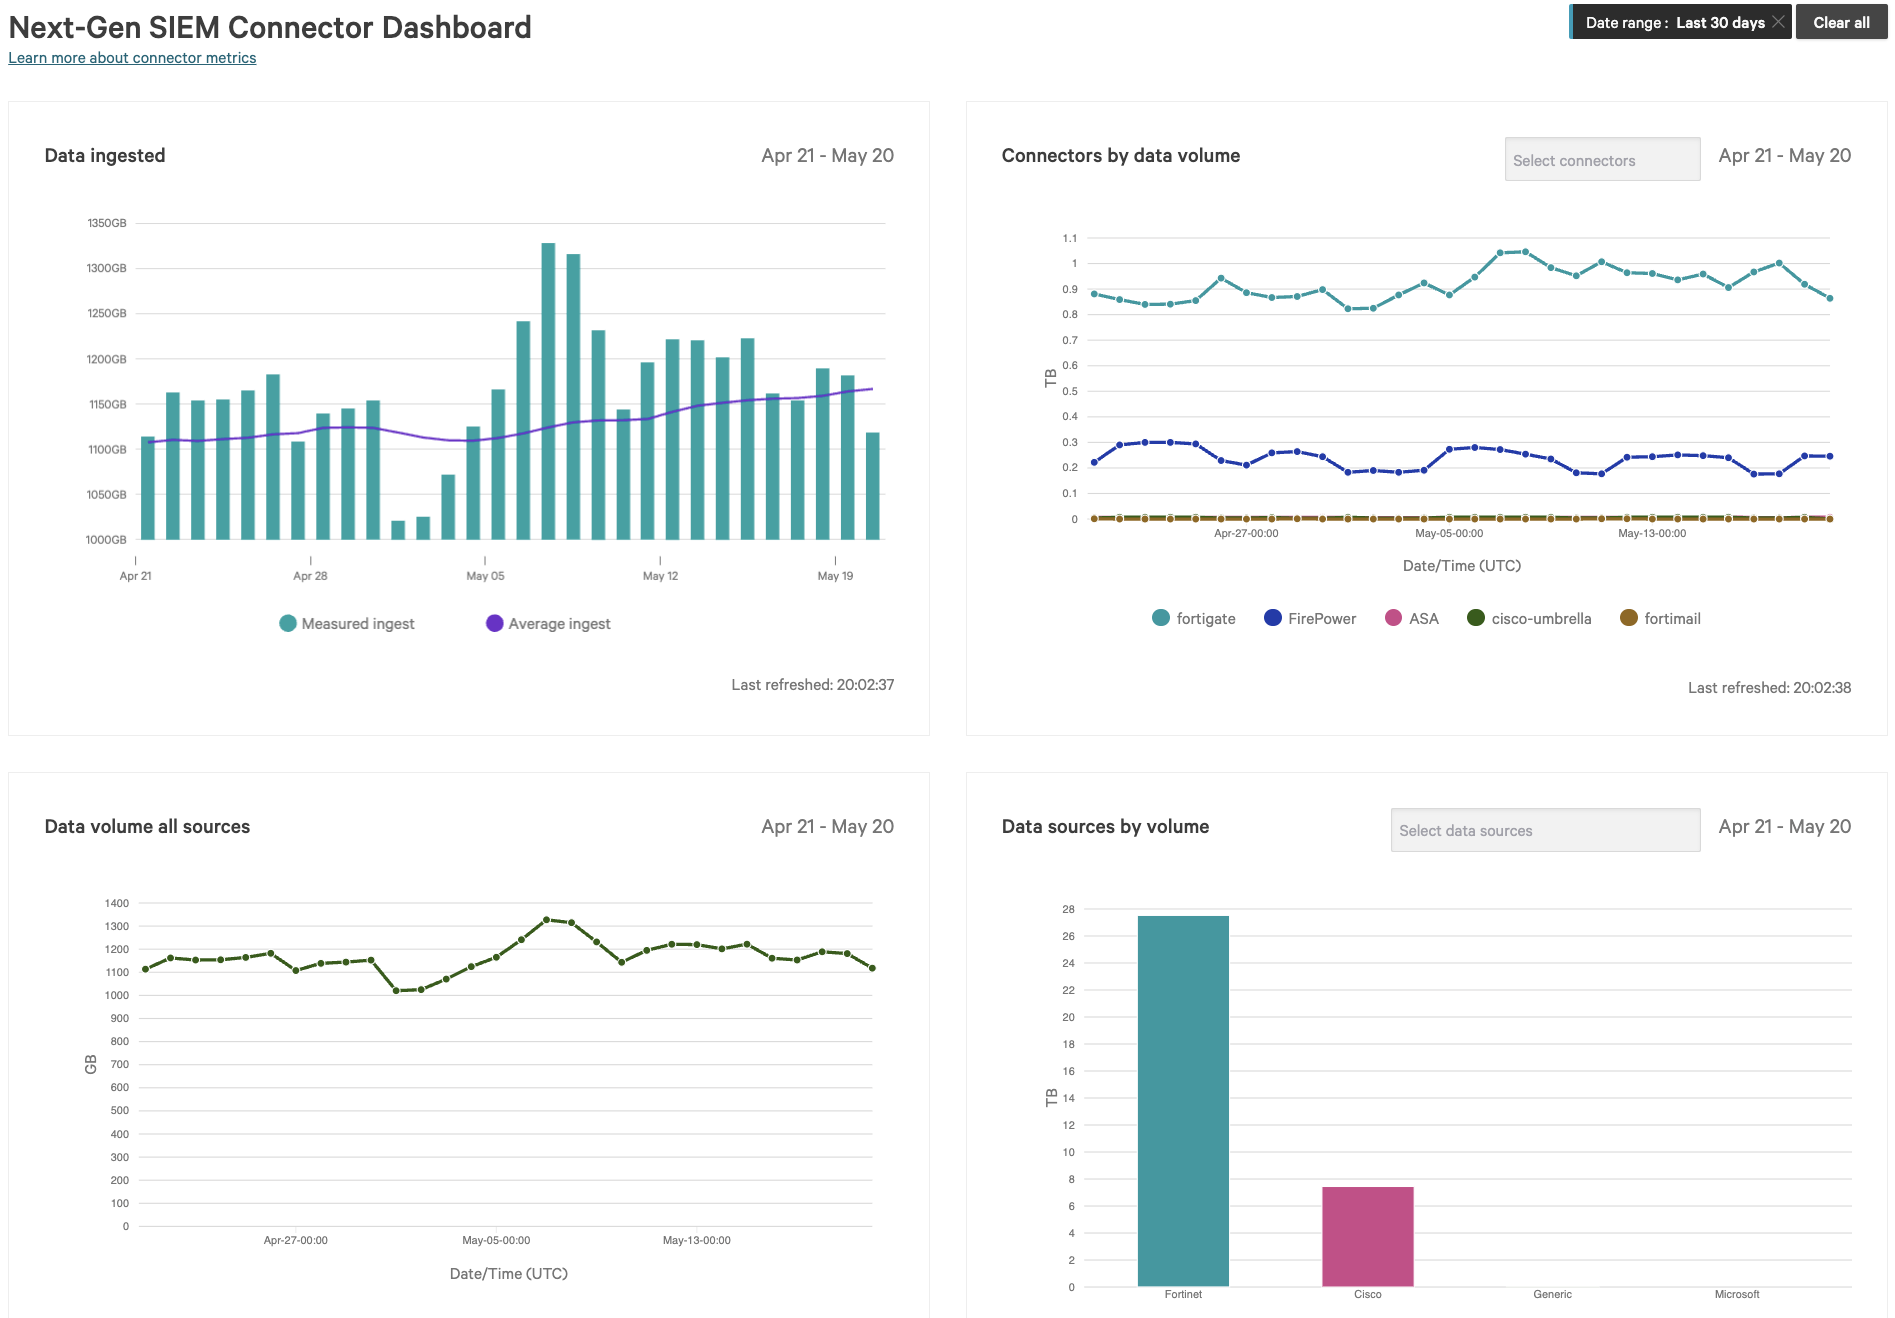 Next-Gen SIEM Connector Dashboard
Learn more about connector metrics
Date range : Last 30 days
Clear all
Data ingested
Apr 21 - May 20
1350GB
1300GB
1250GB
1200GB
1150GB
1100GB
1050GB
1000GB
Apr 21
Apr 28
May 05
May 12
May 19
Measured ingest
Average ingest
Last refreshed: 20:02:37
Connectors by data volume
Select connectors
Apr 21 - May 20
TB
1.1
1
0.9
0.8
0.7
0.6
0.5
0.4
0.3
0.2
0.1
0
Apr-27-00:00
May-05-00:00
May-13-00:00
Date/Time (UTC)
fortigate
FirePower
ASA
cisco-umbrella
fortimail
Last refreshed: 20:02:38
Data volume all sources
Apr 21 - May 20
GB
1400
1300
1200
1100
1000
900
800
700
600
500
400
300
200
100
0
Apr-27-00:00
May-05-00:00
May-13-00:00
Date/Time (UTC)
Data sources by volume
Select data sources
Apr 21 - May 20
TB
28
26
24
22
20
18
16
14
12
10
8
6
4
2
0
Fortinet
Cisco
Generic
Microsoft